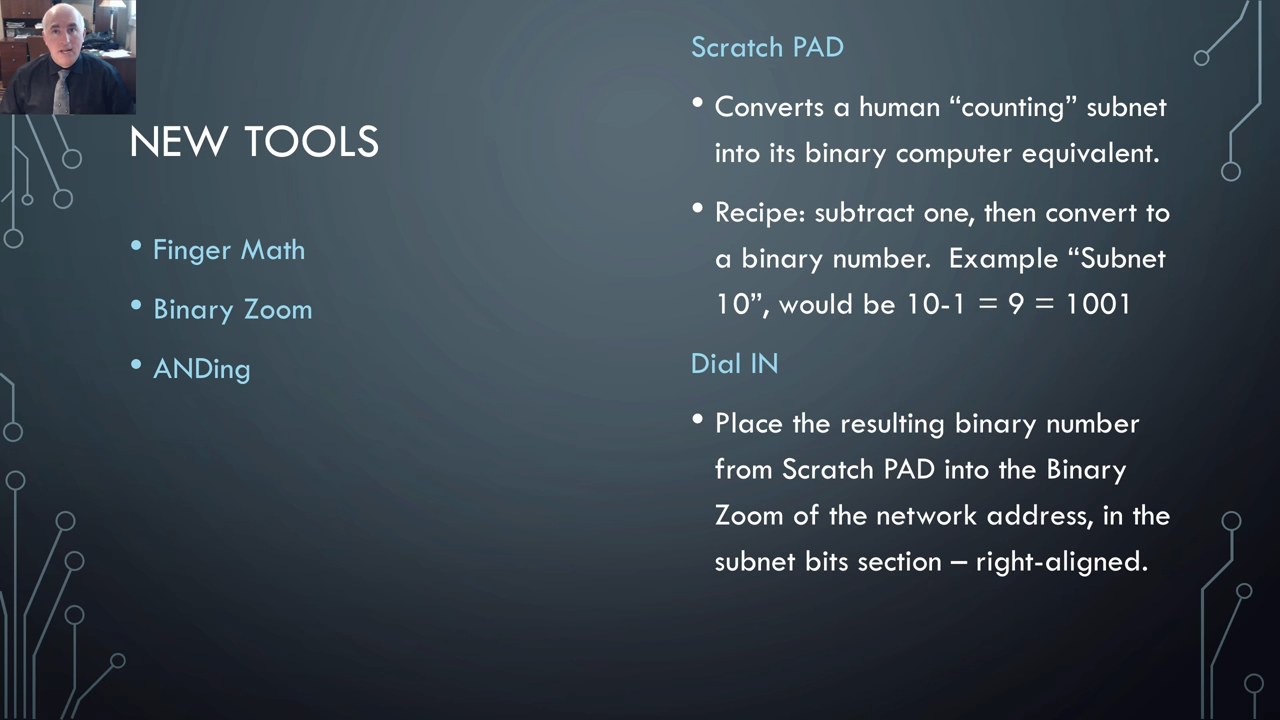 NEW TOOLS
• Finger Math
• Binary Zoom
• ANDing
Scratch PAD
• Converts a human “counting” subnet
into its binary computer equivalent.
• Recipe: subtract one, then convert to
a binary number.  Example “Subnet
10”, would be 10-1 = 9 = 1001
Dial IN
• Place the resulting binary number
from Scratch PAD into the Binary
Zoom of the network address, in the
subnet bits section – right-aligned.